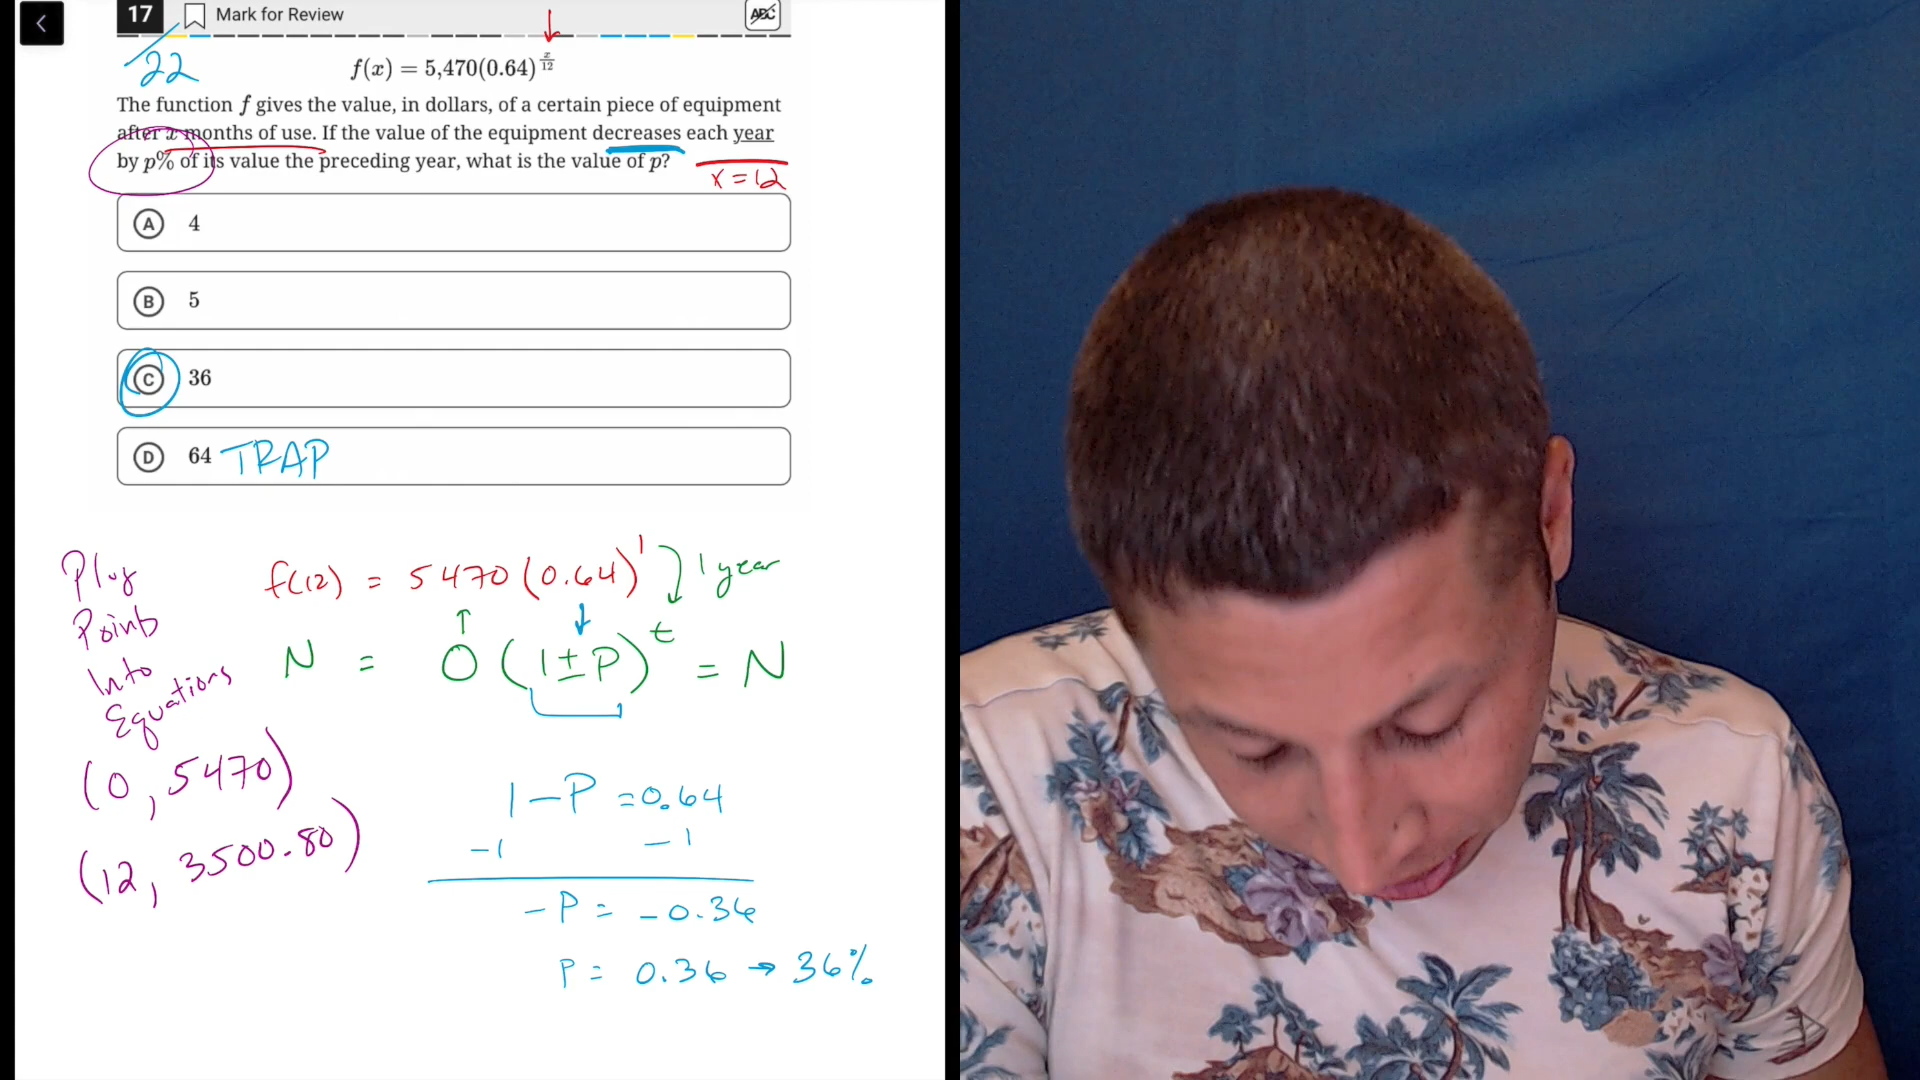 17 Mark for Review ABC
22
f(x) = 5,470(0.64)^{x/12}
The function f gives the value, in dollars, of a certain piece of equipment
after x months of use. If the value of the equipment decreases each year
by p% of its value the preceding year, what is the value of p?
x = 12
A 4
B 5
C 36
D 64 TRAP
Plug
Points
Into
Equations
(0, 5470)
(12, 3500.80)
f(12) = 5470(0.64)^1 1 year
N = O(1±P)^t = N
1 - P = 0.64
-1 -1
-P = -0.36
P = 0.36 → 36%